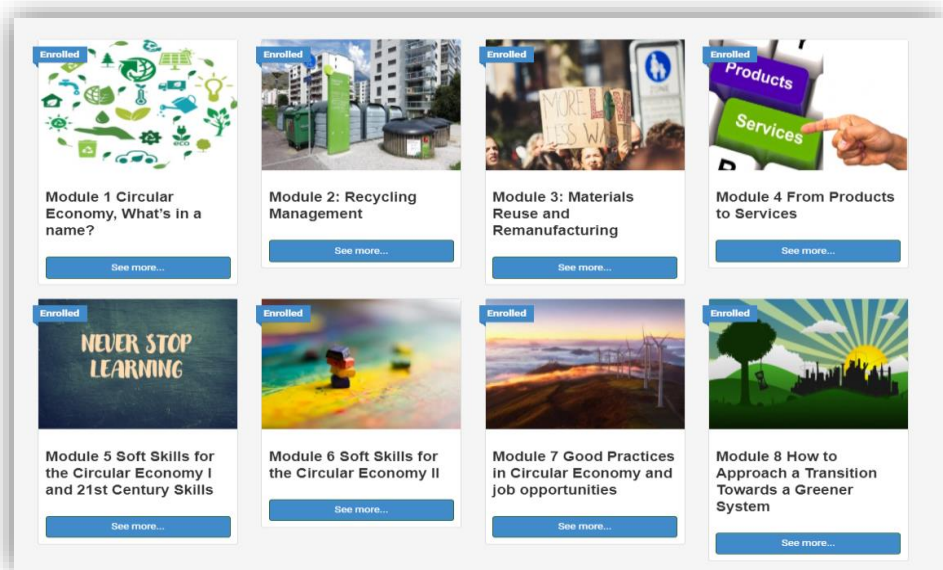 Enrolled
Module 1 Circular
Economy, What's in a
name?
See more...
Enrolled
Module 2: Recycling
Management
See more...
Enrolled
MORE LOVE
LESS WA
ZONE
Module 3: Materials
Reuse and
Remanufacturing
See more...
Enrolled
Products
Services
Module 4 From Products
to Services
See more...
Enrolled
NEVER STOP
LEARNING
Module 5 Soft Skills for
the Circular Economy I
and 21st Century Skills
See more...
Enrolled
Module 6 Soft Skills for
the Circular Economy II
See more...
Enrolled
Module 7 Good Practices
in Circular Economy and
job opportunities
See more...
Enrolled
Module 8 How to
Approach a Transition
Towards a Greener
System
See more...